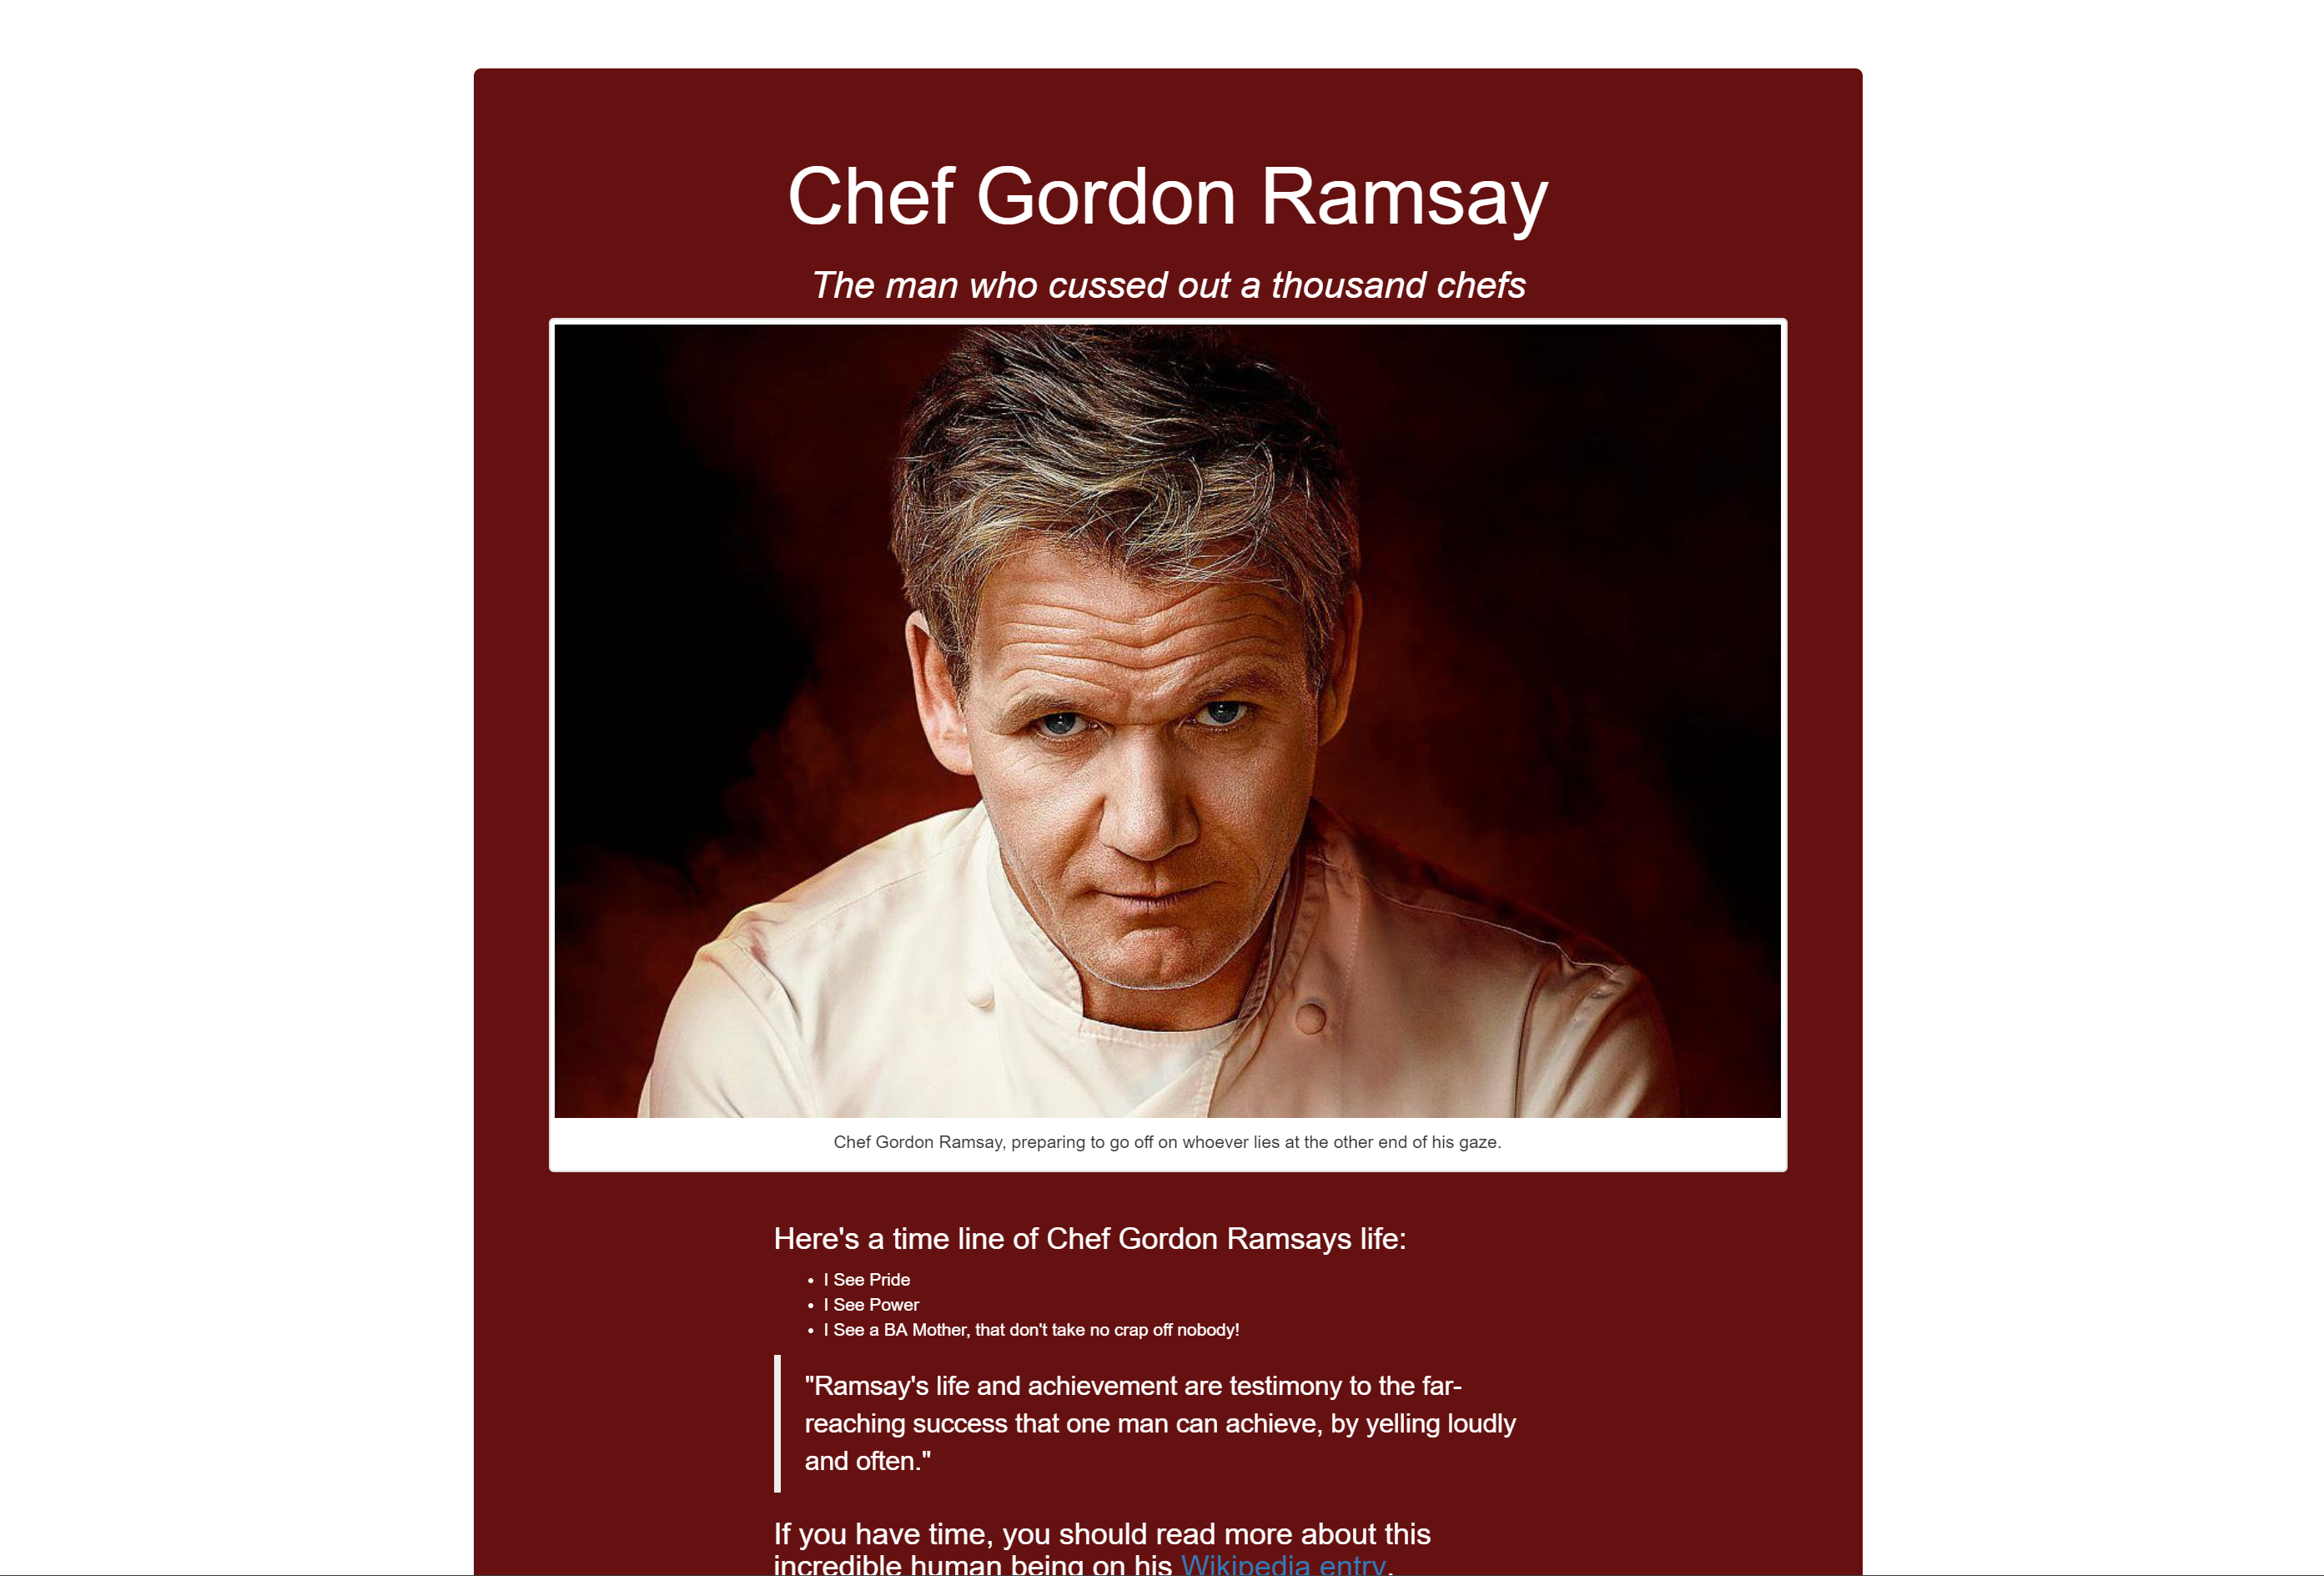 Chef Gordon Ramsay
The man who cussed out a thousand chefs
Chef Gordon Ramsay, preparing to go off on whoever lies at the other end of his gaze.
Here's a time line of Chef Gordon Ramsays life:
• I See Pride
• I See Power
• I See a BA Mother, that don't take no crap off nobody!
"Ramsay's life and achievement are testimony to the far-
reaching success that one man can achieve, by yelling loudly
and often."
If you have time, you should read more about this
incredible human being on his Wikipedia entry.